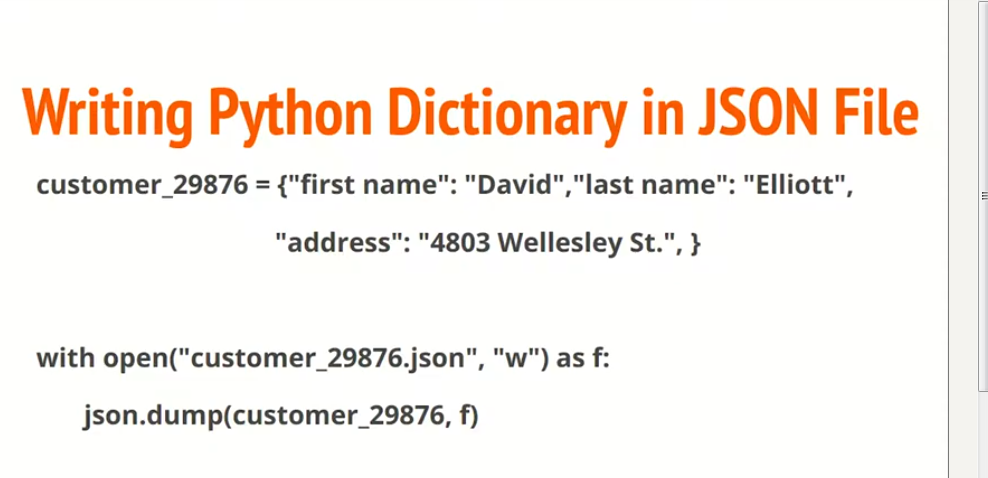 Writing Python Dictionary in JSON File
customer_29876 = {"first name": "David","last name": "Elliott",
"address": "4803 Wellesley St.", }
with open("customer_29876.json", "w") as f:
json.dump(customer_29876, f)